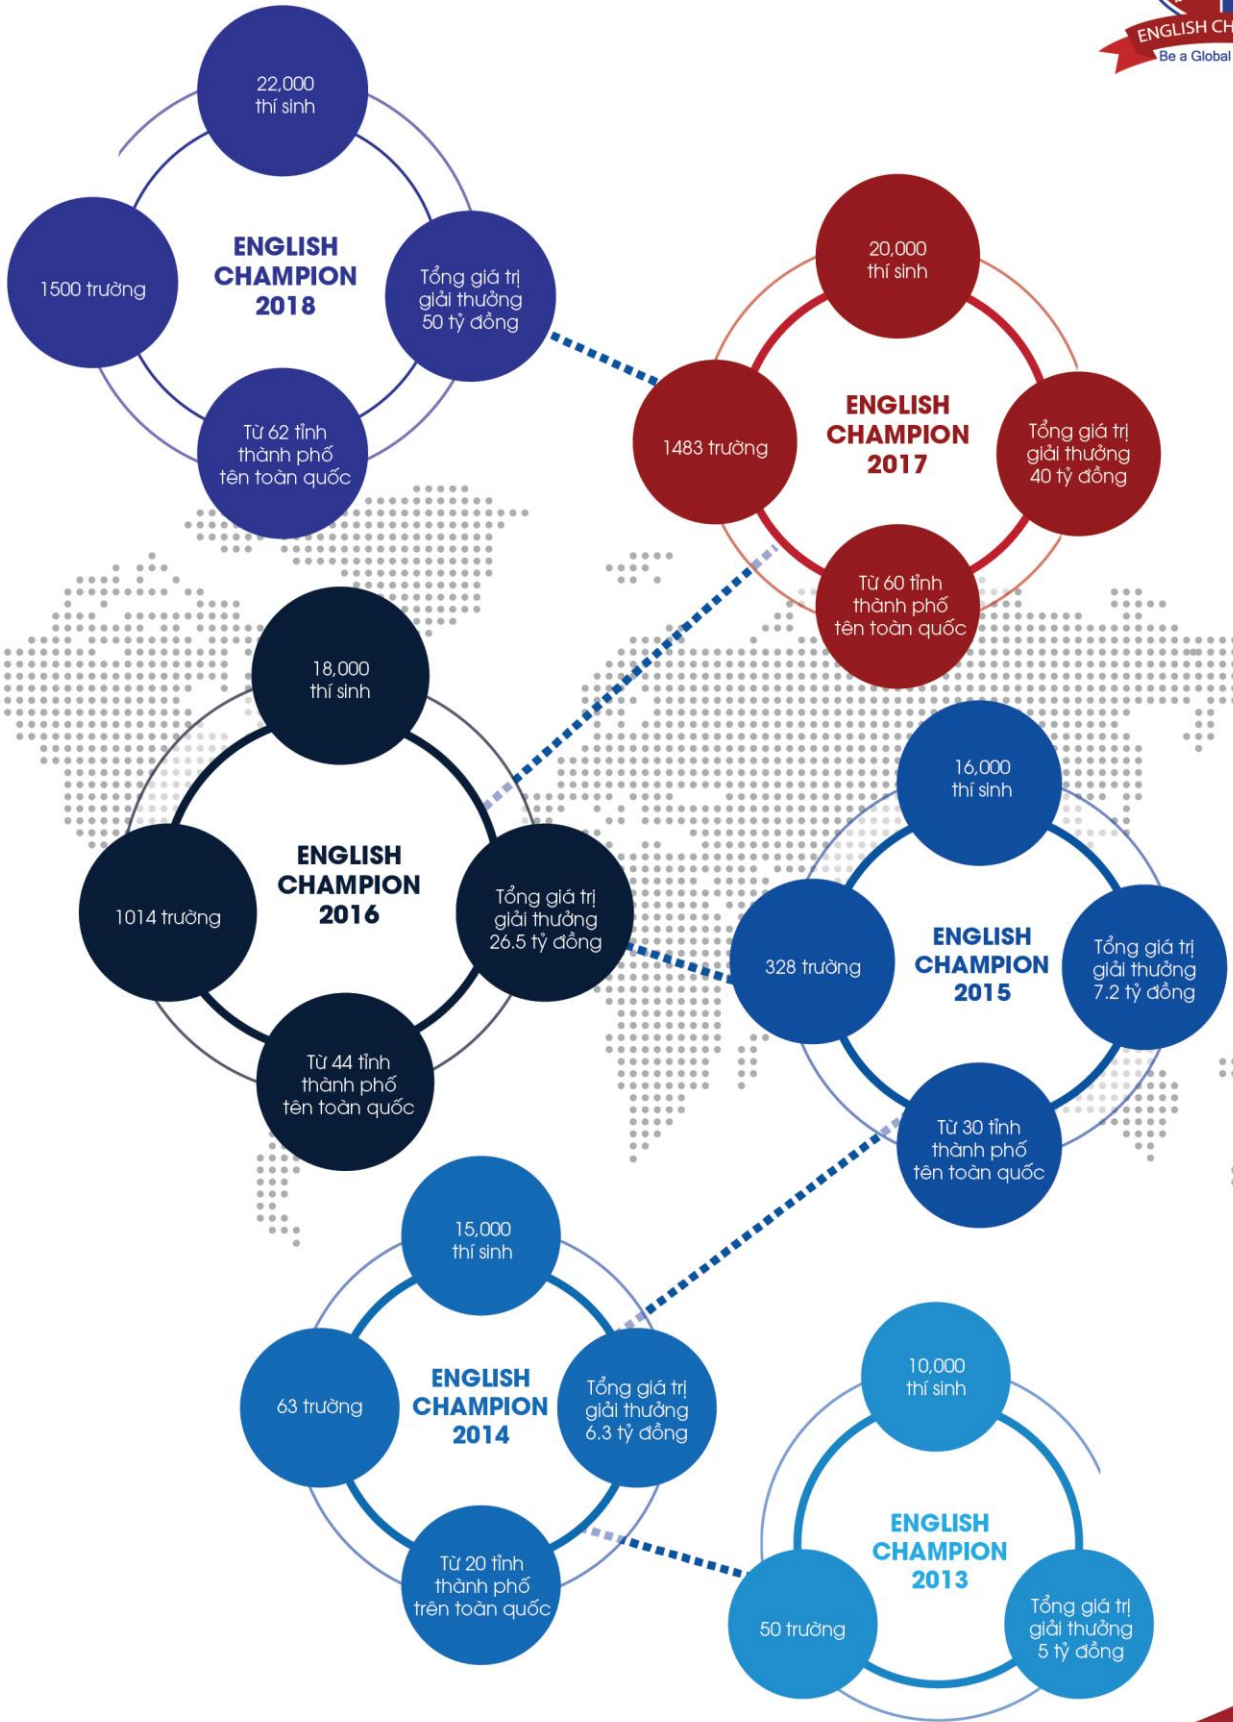 ENGLISH CH
Be a Global
22,000
thí sinh
1500 trường
ENGLISH
CHAMPION
2018
Tổng giá trị
giải thưởng
50 tỷ đồng
Từ 62 tỉnh
thành phố
tên toàn quốc
20,000
thí sinh
1483 trường
ENGLISH
CHAMPION
2017
Tổng giá trị
giải thưởng
40 tỷ đồng
Từ 60 tỉnh
thành phố
tên toàn quốc
18,000
thí sinh
1014 trường
ENGLISH
CHAMPION
2016
Tổng giá trị
giải thưởng
26.5 tỷ đồng
Từ 44 tỉnh
thành phố
tên toàn quốc
16,000
thí sinh
328 trường
ENGLISH
CHAMPION
2015
Tổng giá trị
giải thưởng
7.2 tỷ đồng
Từ 30 tỉnh
thành phố
tên toàn quốc
15,000
thí sinh
63 trường
ENGLISH
CHAMPION
2014
Tổng giá trị
giải thưởng
6.3 tỷ đồng
Từ 20 tỉnh
thành phố
trên toàn quốc
10,000
thí sinh
ENGLISH
CHAMPION
2013
50 trường
Tổng giá trị
giải thưởng
5 tỷ đồng